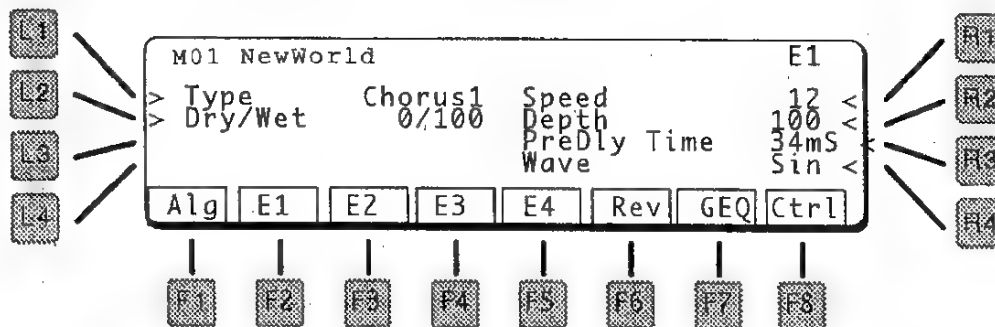 L1 R1
M01 NewWorld E1
L2 > Type Chorus1 Speed 12 < R2
> Dry/Wet 0/100 Depth 100 <
PreDly Time 34mS <
L3 Wave Sin < R3
L4 Alg E1 E2 E3 E4 Rev GEQ Ctrl R4
F1 F2 F3 F4 F5 F6 F7 F8